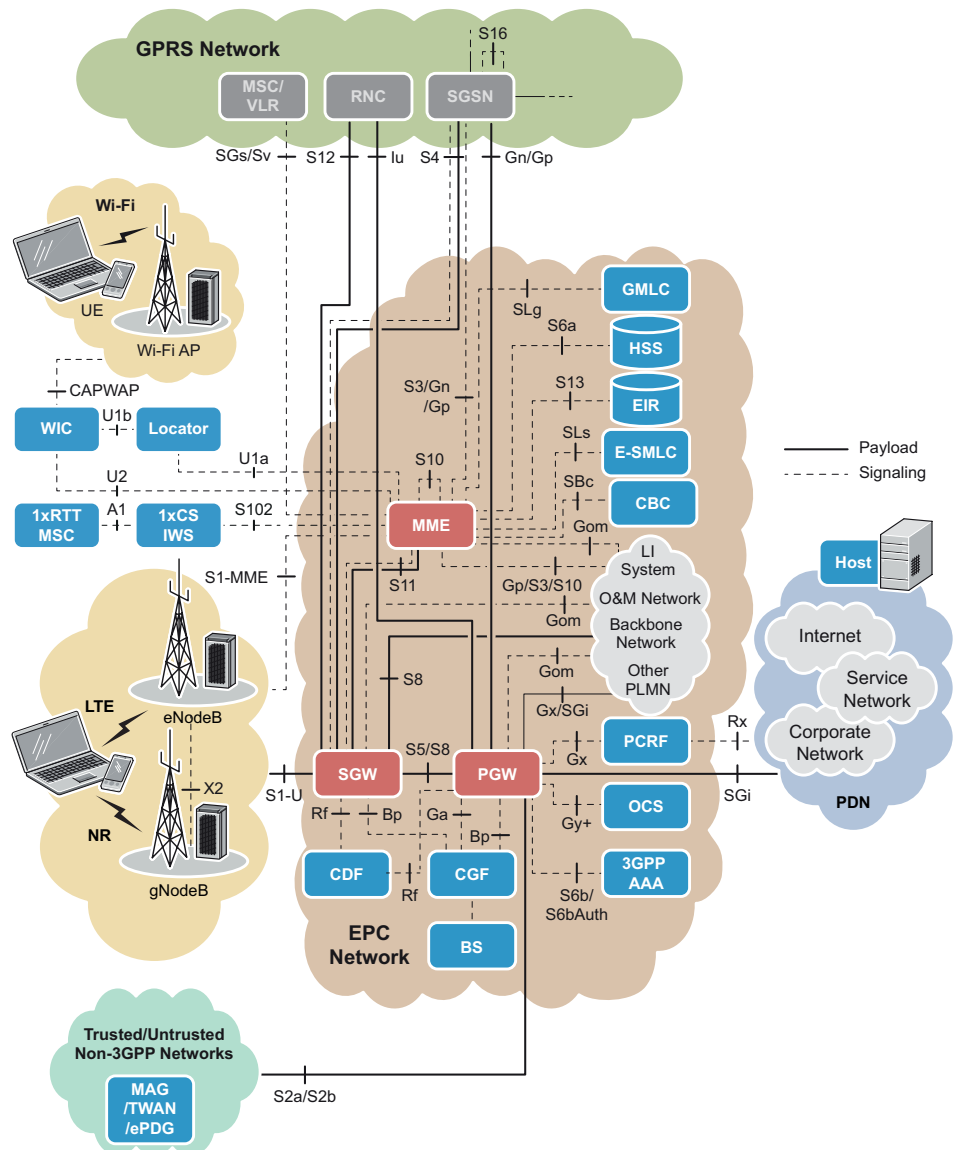 S16
GPRS Network
MSC/
VLR
RNC
SGSN
SGs/Sv
S12
Iu
S4
Gn/Gp
Wi-Fi
UE
Wi-Fi AP
CAPWAP
WIC
U1b
Locator
U1a
U2
1xRTT
MSC
A1
1xCS
IWS
S102
S1-MME
SLg
GMLC
S6a
HSS
S3/Gn
/Gp
S13
EIR
SLs
E-SMLC
S10
SBc
CBC
MME
Gom
Payload
Signaling
S11
Gp/S3/S10
LI
System
O&M Network
Gom
Backbone
Network
Gom
Other
PLMN
S8
Gx/SGi
Host
Internet
Service
Network
Corporate
Network
PDN
LTE
eNodeB
X2
NR
gNodeB
S1-U
SGW
S5/S8
PGW
Gx
PCRF
Rx
SGi
Rf
Bp
Ga
Bp
Gy+
OCS
CDF
Rf
CGF
S6b/
S6bAuth
3GPP
AAA
BS
EPC
Network
Trusted/Untrusted
Non-3GPP Networks
MAG
/TWAN
/ePDG
S2a/S2b